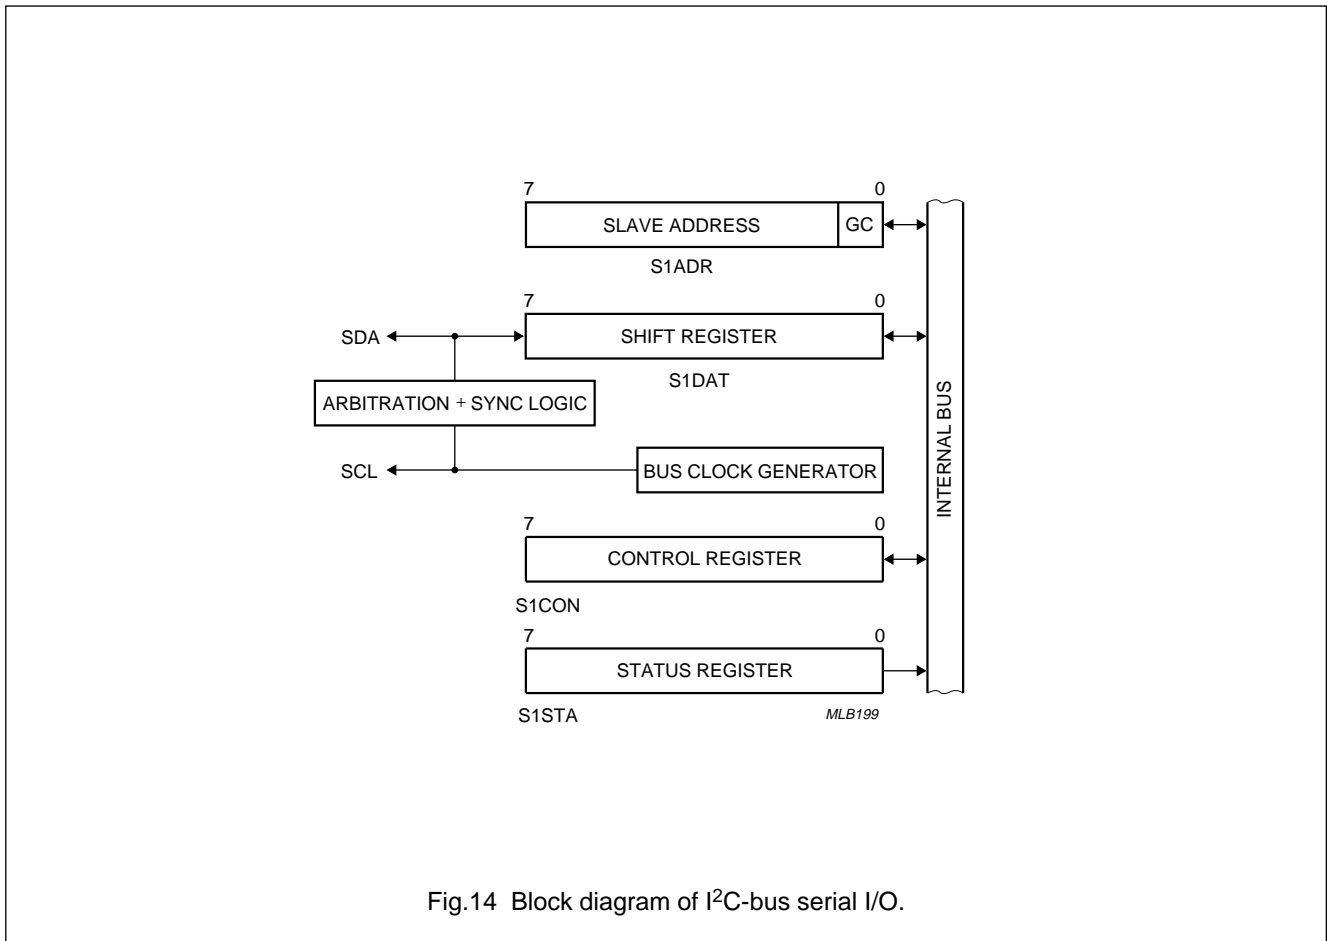 7 0
SLAVE ADDRESS GC
S1ADR
7 0
SDA SHIFT REGISTER
S1DAT
ARBITRATION + SYNC LOGIC
INTERNAL BUS
SCL BUS CLOCK GENERATOR
7 0
CONTROL REGISTER
S1CON
7 0
STATUS REGISTER
S1STA MLB199
Fig.14 Block diagram of I²C-bus serial I/O.